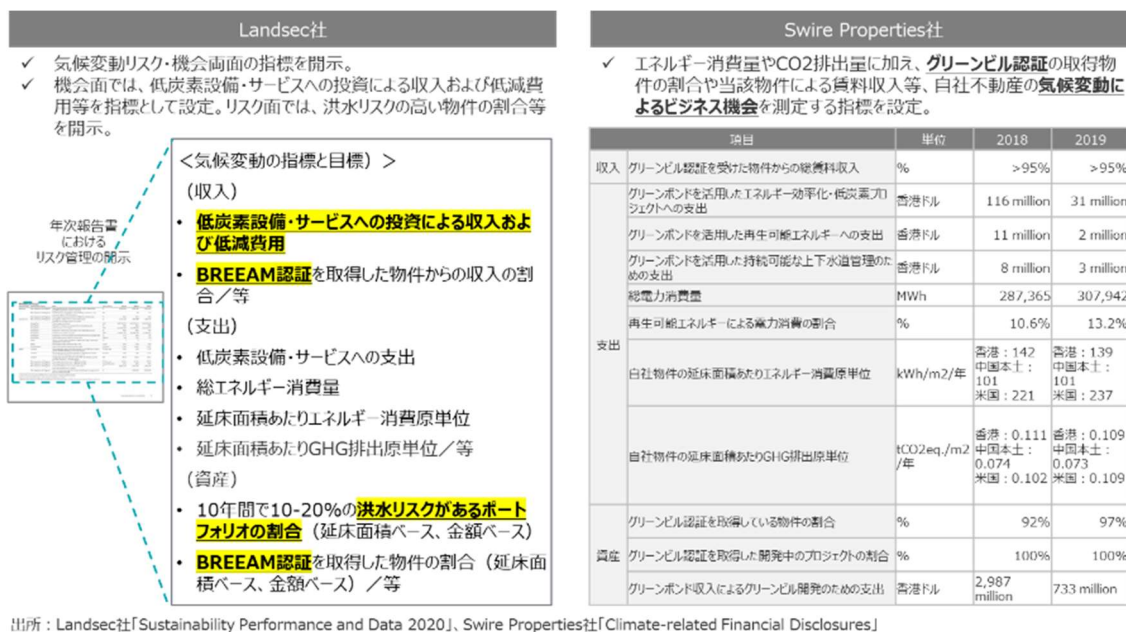 Landsec社
✓ 気候変動リスク・機会両面の指標を開示。
✓ 機会面では、低炭素設備・サービスへの投資による収入および低減費
用等を指標として設定。リスク面では、洪水リスクの高い物件の割合等
を開示。
年次報告書
における
リスク管理の開示
＜気候変動の指標と目標）＞
（収入）
• 低炭素設備・サービスへの投資による収入およ
び低減費用
• BREEAM認証を取得した物件からの収入の割
合／等
（支出）
• 低炭素設備・サービスへの支出
• 総エネルギー消費量
• 延床面積あたりエネルギー消費原単位
• 延床面積あたりGHG排出原単位／等
（資産）
• 10年間で10-20%の洪水リスクがあるポート
フォリオの割合（延床面積ベース、金額ベース）
• BREEAM認証を取得した物件の割合（延床面
積ベース、金額ベース）／等
Swire Properties社
✓ エネルギー消費量やCO2排出量に加え、グリーンビル認証の取得物
件の割合や当該物件による賃料収入等、自社不動産の気候変動に
よるビジネス機会を測定する指標を設定。
項目 単位 2018 2019
収入 グリーンビル認証を受けた物件からの総賃料収入 % >95% >95%
支出
グリーンボンドを活用したエネルギー効率化・低炭素プロ
ジェクトへの支出 香港ドル 116 million 31 million
グリーンボンドを活用した再生可能エネルギーへの支出 香港ドル 11 million 2 million
グリーンボンドを活用した持続可能な上下水道管理のた
めの支出 香港ドル 8 million 3 million
総電力消費量 MWh 287,365 307,942
再生可能エネルギーによる電力消費の割合 % 10.6% 13.2%
自社物件の延床面積あたりエネルギー消費原単位 kWh/m2/年
香港：142 香港：139
中国本土： 中国本土：
101 101
米国：221 米国：237
自社物件の延床面積あたりGHG排出原単位 tCO2eq./m2
/年
香港：0.111 香港：0.109
中国本土： 中国本土：
0.074 0.073
米国：0.102 米国：0.109
資産
グリーンビル認証を取得している物件の割合 % 92% 97%
グリーンビル認証を取得した開発中のプロジェクトの割合 % 100% 100%
グリーンボンド収入によるグリーンビル開発のための支出 香港ドル 2,987
million 733 million
出所：Landsec社「Sustainability Performance and Data 2020」、Swire Properties社「Climate-related Financial Disclosures」